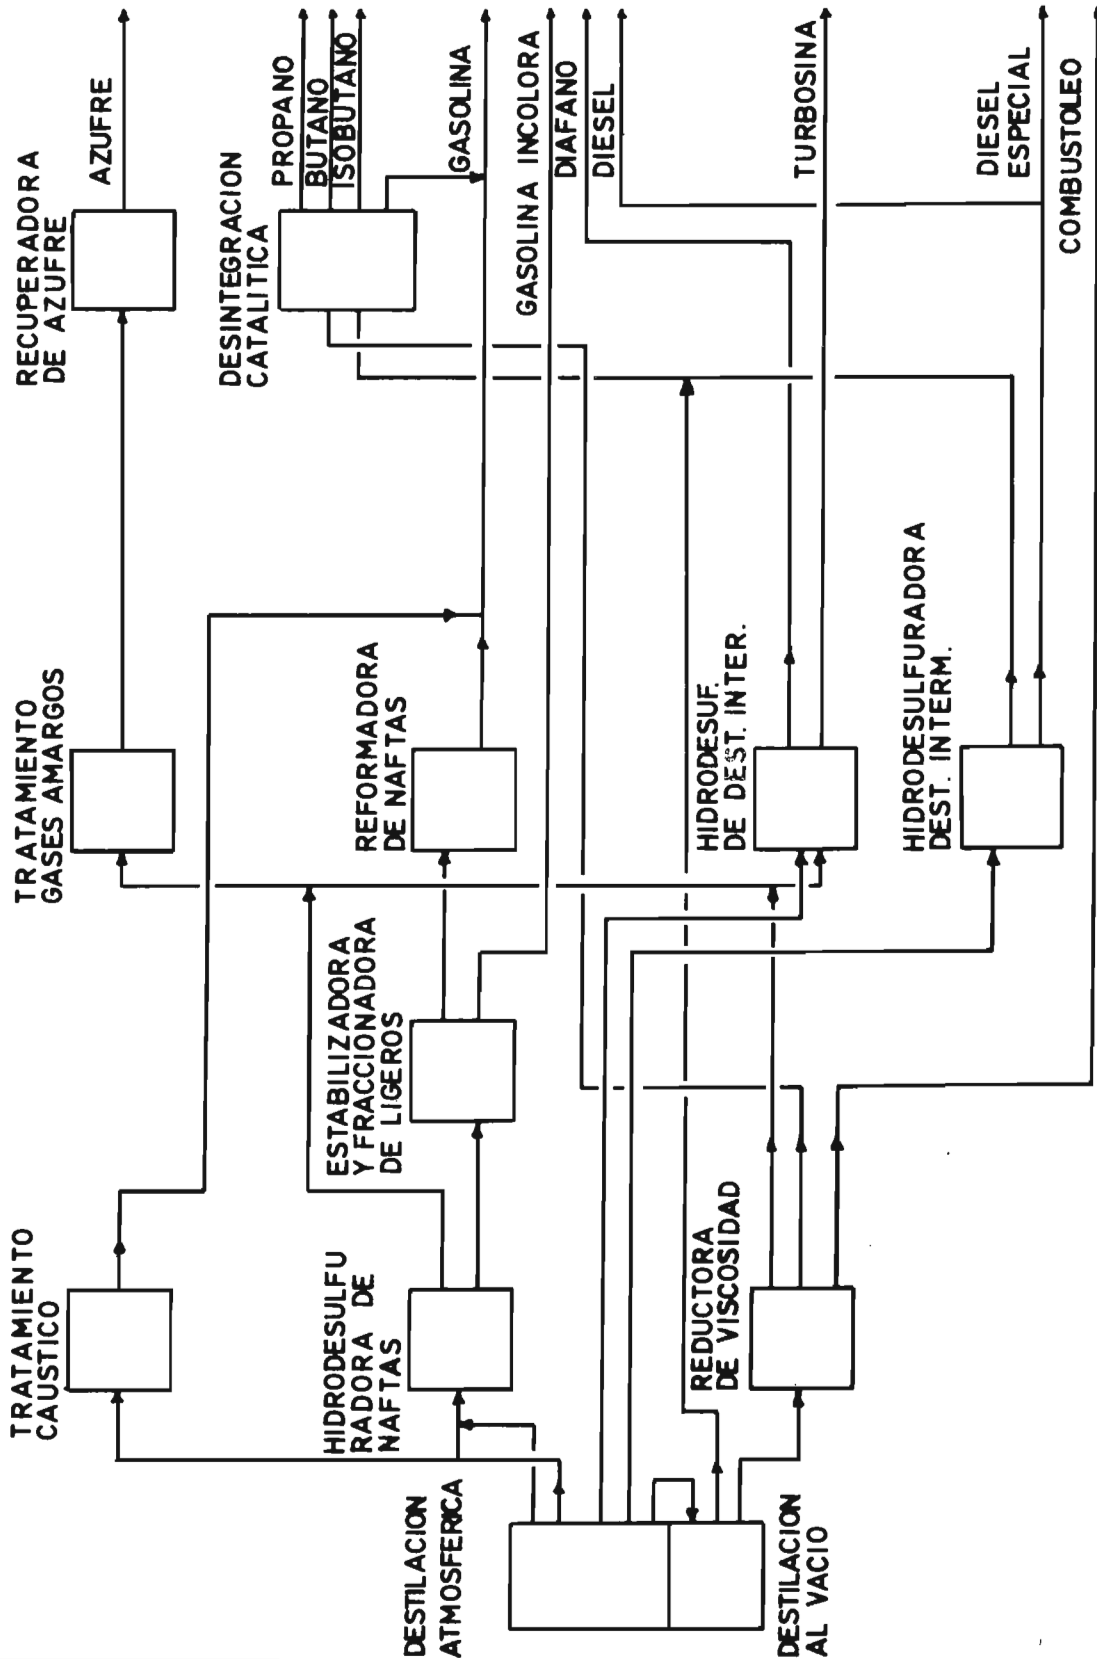 RECUPERADORA
DE AZUFRE
AZUFRE
DESINTEGRACION
CATALITICA
PROPANO
BUTANO
ISOBUTANO
GASOLINA
GASOLINA INCOLORA
DIAFANO
DIESEL
TURBOSINA
DIESEL
ESPECIAL
COMBUSTOLEO
TRATAMIENTO
GASES AMARGOS
REFORMADORA
DE NAFTAS
HIDRODESUF.
DE DEST. INTER.
HIDRODESULFURADORA
DEST. INTERM.
ESTABILIZADORA
Y FRACCIONADORA
DE LIGEROS
TRATAMIENTO
CAUSTICO
HIDRODESULFU
RADORA DE
NAFTAS
REDUCTORA
DE VISCOSIDAD
DESTILACION
ATMOSFERICA
DESTILACION
AL VACIO